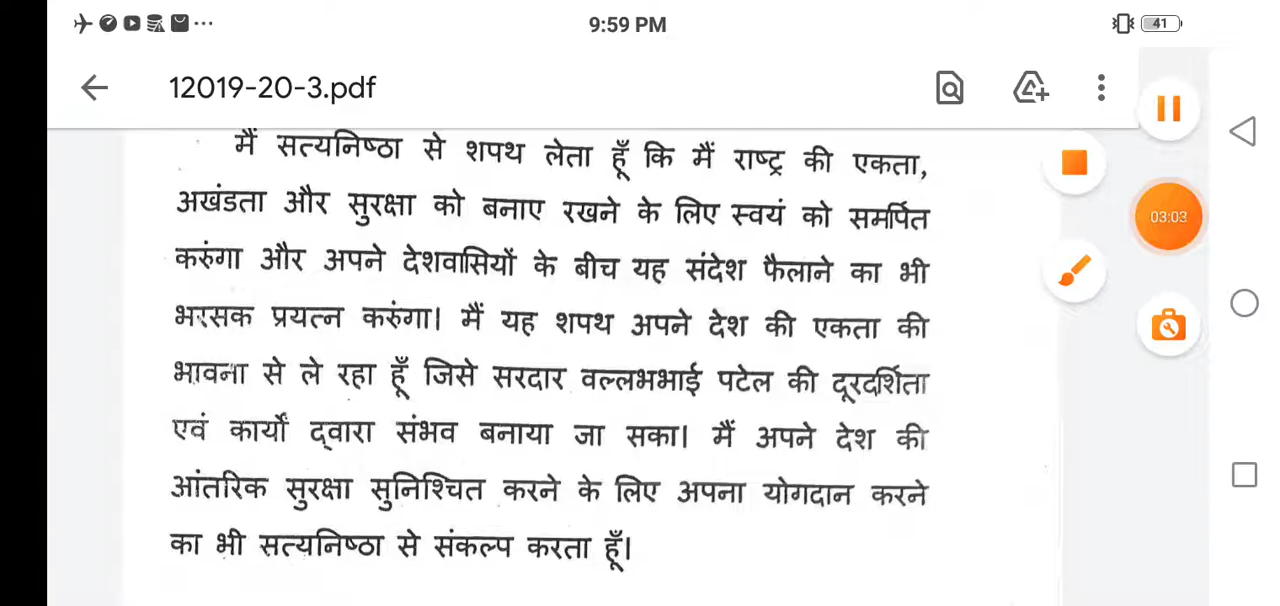 9:59 PM
41
12019-20-3.pdf
03:03
मैं सत्यनिष्ठा से शपथ लेता हूँ कि मैं राष्ट्र की एकता,
अखंडता और सुरक्षा को बनाए रखने के लिए स्वयं को समर्पित
करुंगा और अपने देशवासियों के बीच यह संदेश फैलाने का भी
भरसक प्रयत्न करुंगा। मैं यह शपथ अपने देश की एकता की
भावना से ले रहा हूँ जिसे सरदार वल्लभभाई पटेल की दूरदर्शिता
एवं कार्यों द्वारा संभव बनाया जा सका। मैं अपने देश की
आंतरिक सुरक्षा सुनिश्चित करने के लिए अपना योगदान करने
का भी सत्यनिष्ठा से संकल्प करता हूँ।